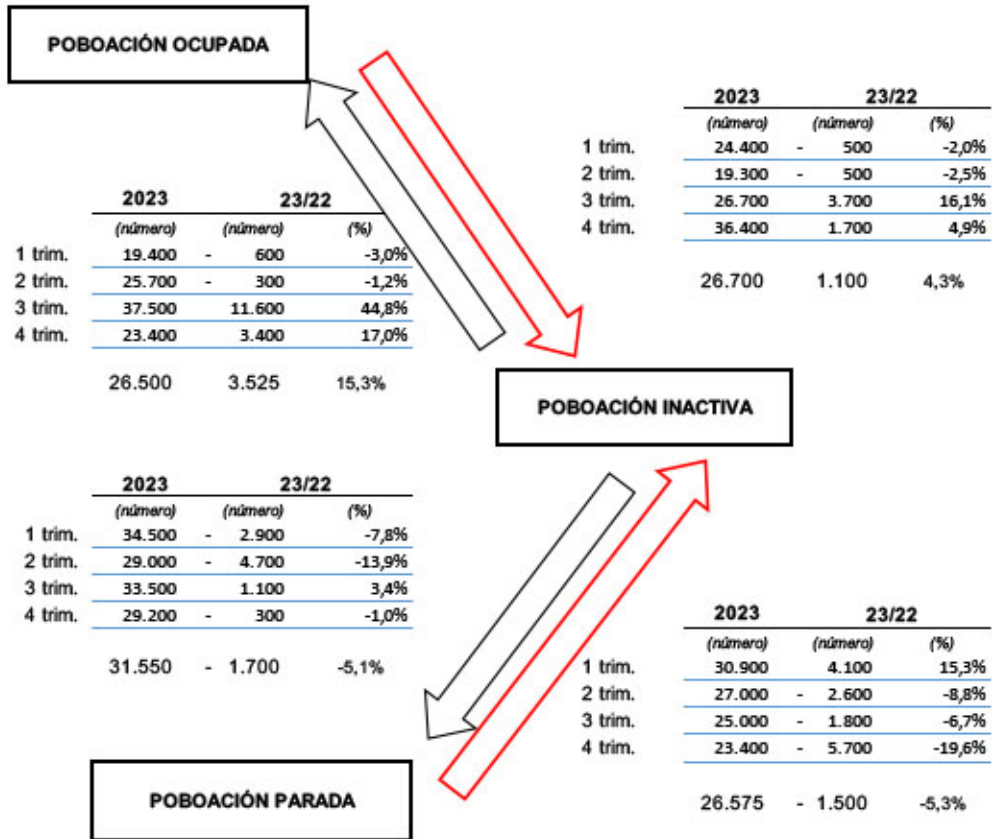 POBOACIÓN OCUPADA
2023 23/22
(número) (número) (%)
1 trim. 24.400 - 500 -2,0%
2 trim. 19.300 - 500 -2,5%
3 trim. 26.700 3.700 16,1%
4 trim. 36.400 1.700 4,9%
26.700 1.100 4,3%
2023 23/22
(número) (número) (%)
1 trim. 19.400 - 600 -3,0%
2 trim. 25.700 - 300 -1,2%
3 trim. 37.500 11.600 44,8%
4 trim. 23.400 3.400 17,0%
26.500 3.525 15,3%
POBOACIÓN INACTIVA
2023 23/22
(número) (número) (%)
1 trim. 34.500 - 2.900 -7,8%
2 trim. 29.000 - 4.700 -13,9%
3 trim. 33.500 - 1.100 3,4%
4 trim. 29.200 - 300 -1,0%
31.550 - 1.700 -5,1%
2023 23/22
(número) (número) (%)
1 trim. 30.900 4.100 15,3%
2 trim. 27.000 - 2.600 -8,8%
3 trim. 25.000 - 1.800 -6,7%
4 trim. 23.400 - 5.700 -19,6%
26.575 - 1.500 -5,3%
POBOACIÓN PARADA